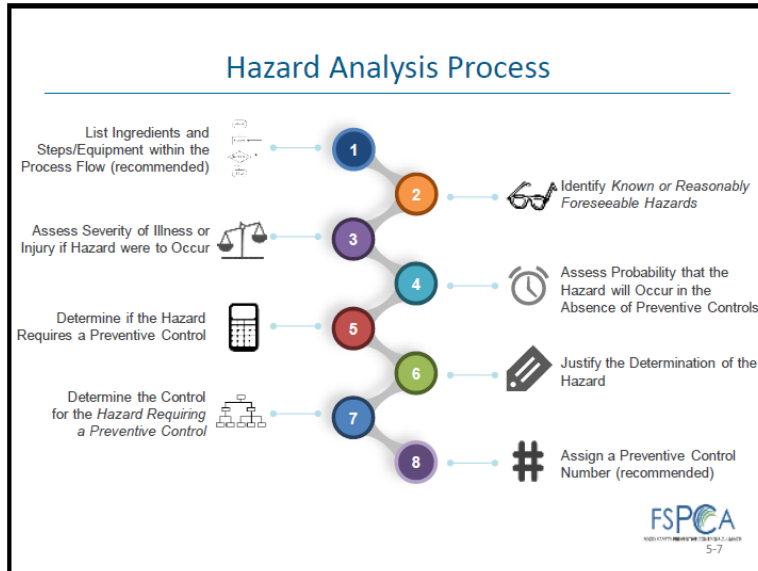 Hazard Analysis Process
List Ingredients and
Steps/Equipment within the
Process Flow (recommended)
1
2
Identify Known or Reasonably
Foreseeable Hazards
Assess Severity of Illness or
Injury if Hazard were to Occur
3
4
Assess Probability that the
Hazard will Occur in the
Absence of Preventive Controls
Determine if the Hazard
Requires a Preventive Control
5
6
Justify the Determination of the
Hazard
Determine the Control
for the Hazard Requiring
a Preventive Control
7
8
#
Assign a Preventive Control
Number (recommended)
FSPCA
5-7